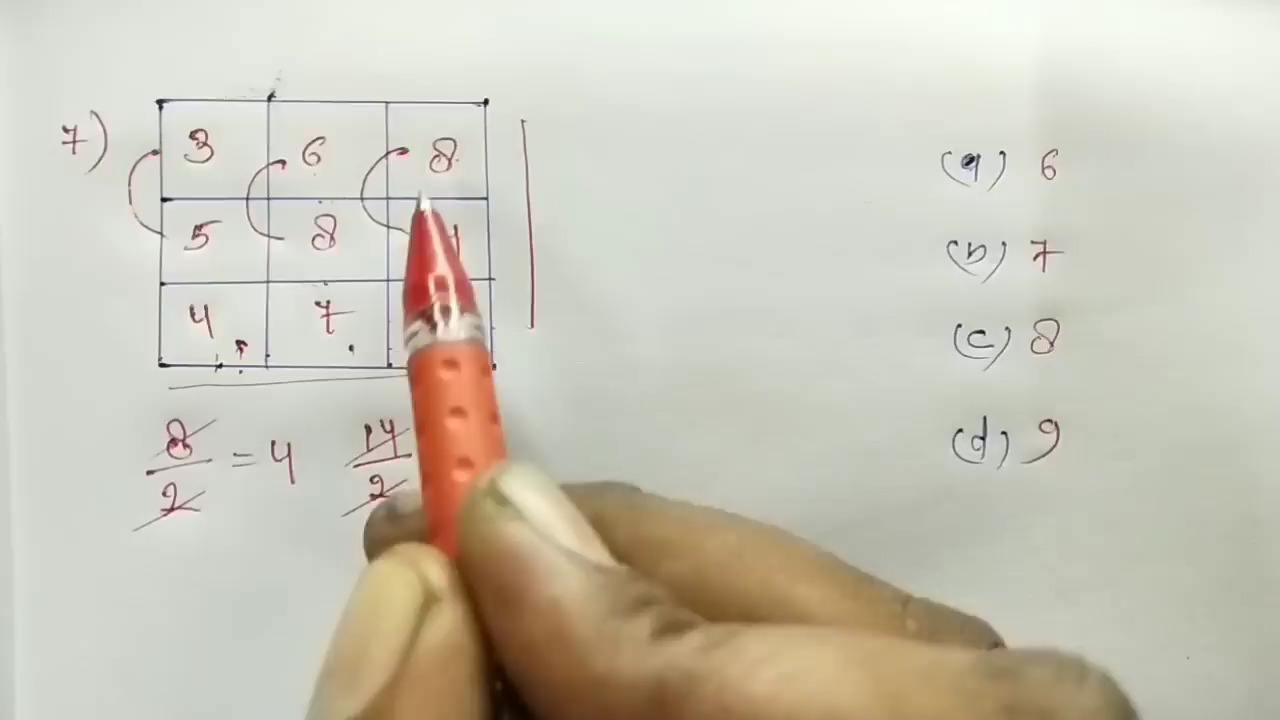 7) 3 6 8 (a) 6
5 8 (b) 7
4 7 (c) 8
8/2 = 4 14/2 (d) 9